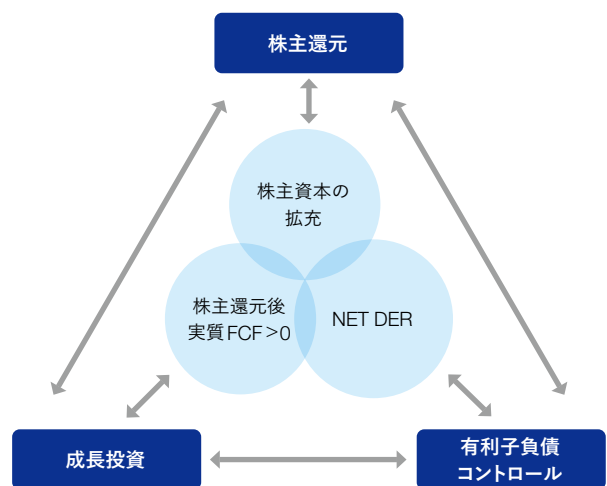 株主還元
株主資本の
拡充
株主還元後
実質FCF>0
NET DER
成長投資
有利子負債
コントロール